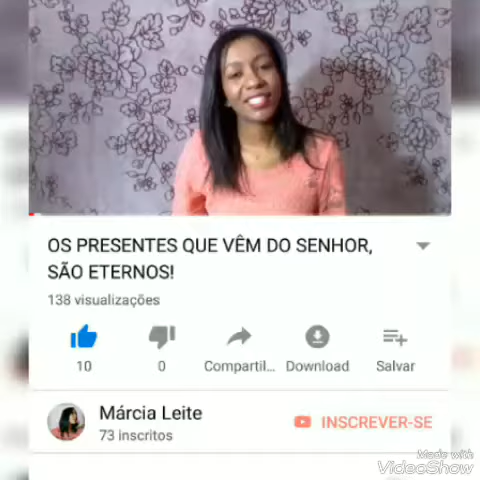 OS PRESENTES QUE VÊM DO SENHOR,
SÃO ETERNOS!
138 visualizações
10
0
Compartil...
Download
Salvar
Márcia Leite
73 inscritos
INSCREVER-SE
Made with
VideoShow